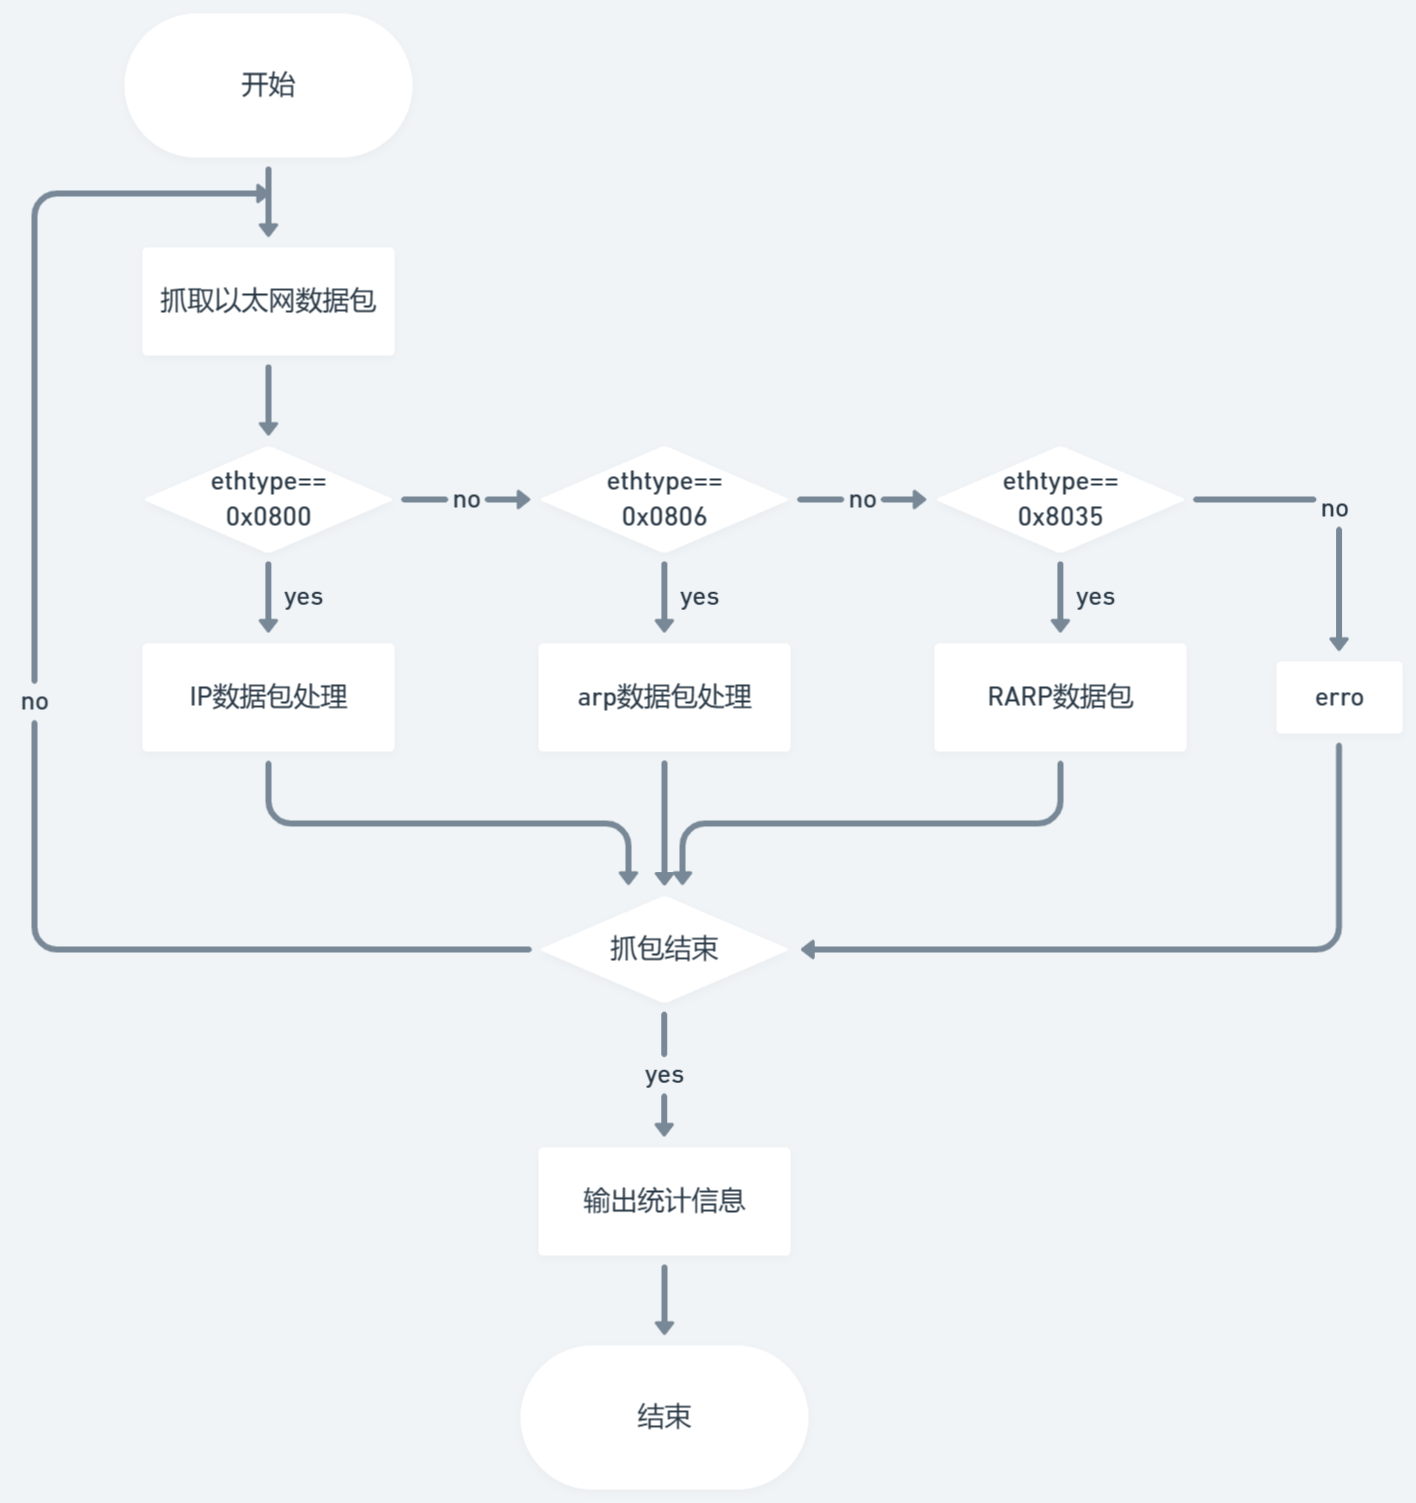 开始
抓取以太网数据包
ethtype==
0x0800
no
ethtype==
0x0806
no
ethtype==
0x8035
no
yes
yes
yes
IP数据包处理
arp数据包处理
RARP数据包
erro
no
抓包结束
yes
输出统计信息
结束